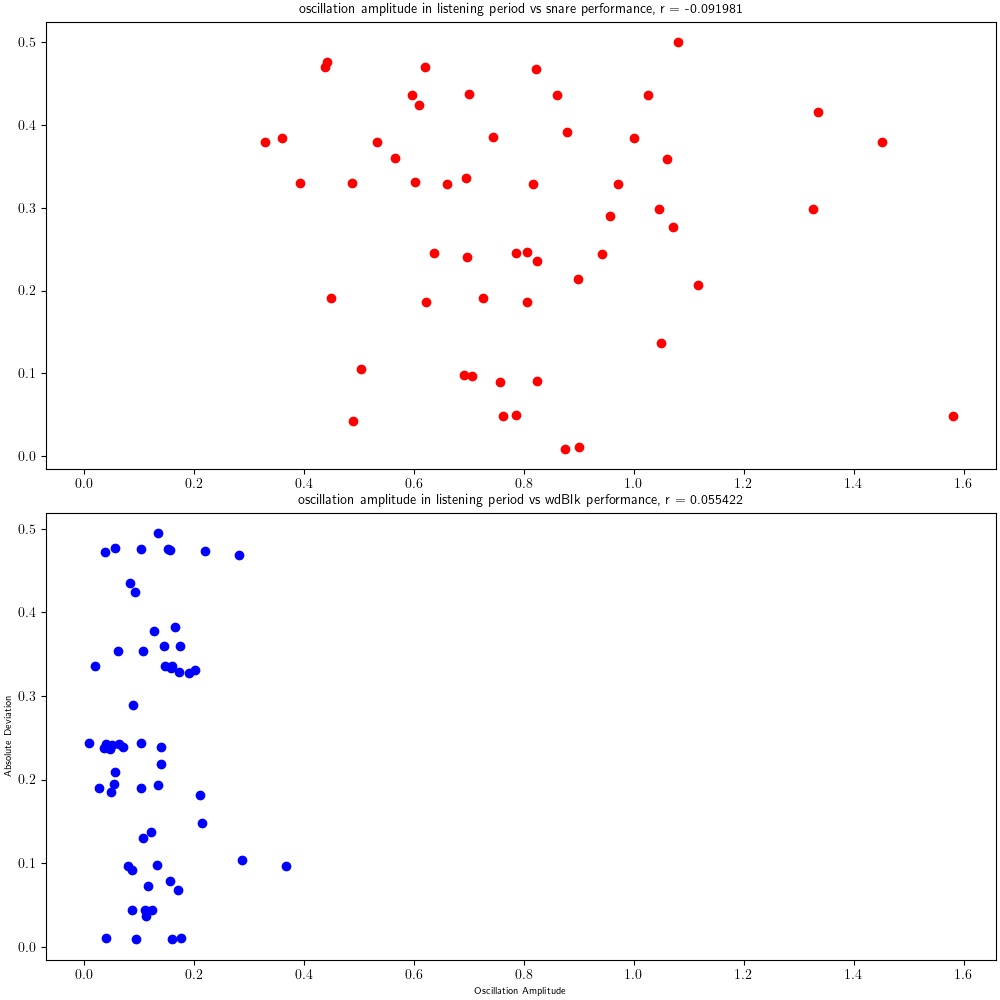 oscillation amplitude in listening period vs snare performance, r = -0.091981
0.5
0.4
0.3
0.2
0.1
0.0
0.0 0.2 0.4 0.6 0.8 1.0 1.2 1.4 1.6
oscillation amplitude in listening period vs wdBlk performance, r = 0.055422
0.5
0.4
0.3
0.2
0.1
0.0
Absolute Deviation
0.0 0.2 0.4 0.6 0.8 1.0 1.2 1.4 1.6
Oscillation Amplitude